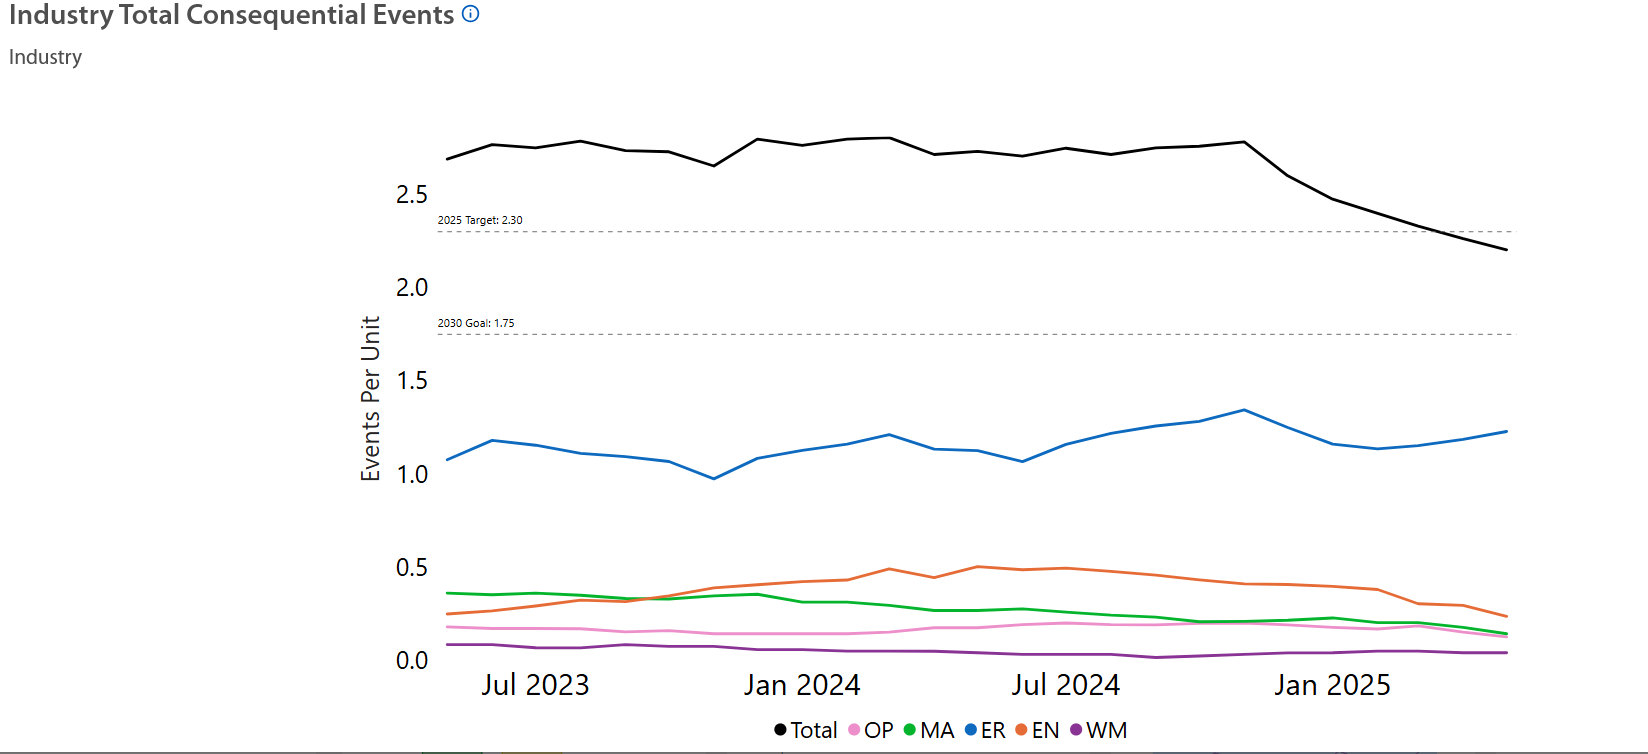 Industry Total Consequential Events
Industry
Events Per Unit
2.5
2025 Target: 2.30
2.0
2030 Goal: 1.75
1.5
1.0
0.5
0.0
Jul 2023 Jan 2024 Jul 2024 Jan 2025
Total OP MA ER EN WM